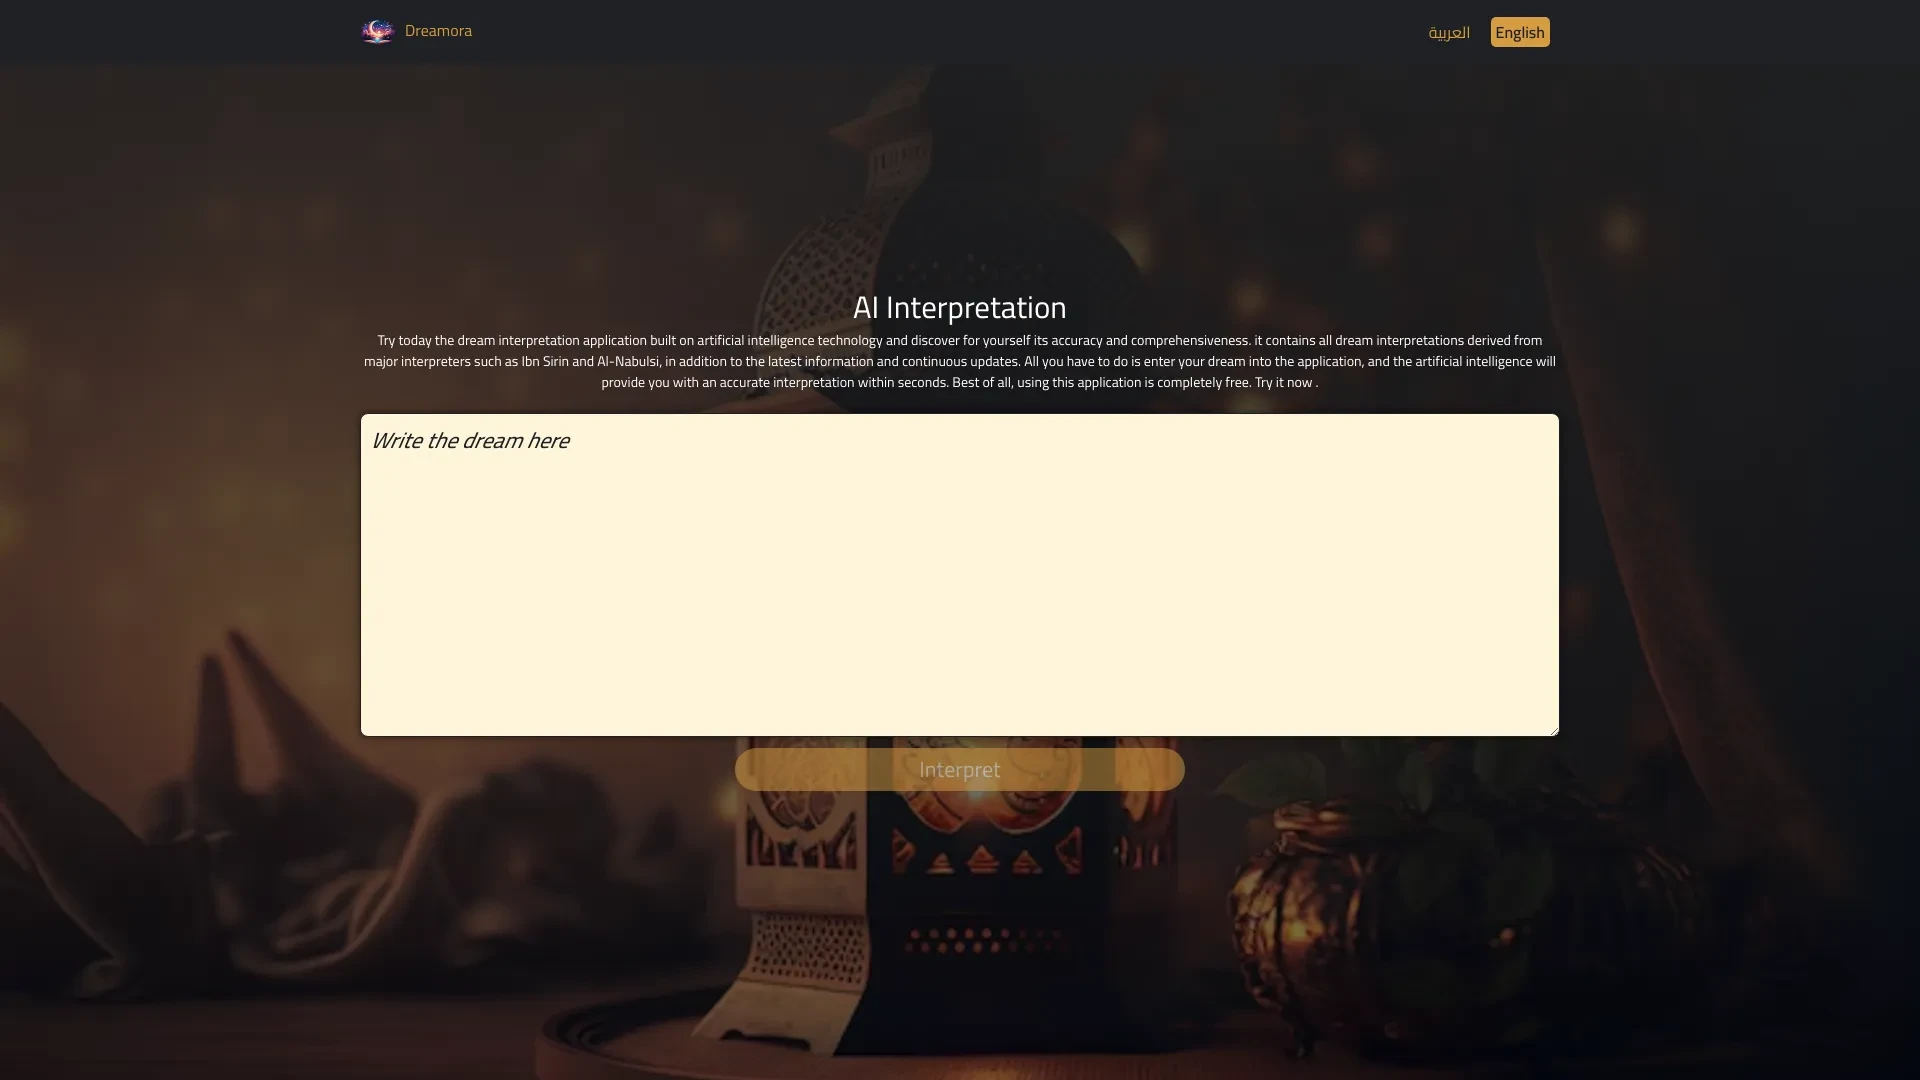 Dreamora
العربية
English
AI Interpretation
Try today the dream interpretation application built on artificial intelligence technology and discover for yourself its accuracy and comprehensiveness. it contains all dream interpretations derived from
major interpreters such as Ibn Sirin and Al-Nabulsi, in addition to the latest information and continuous updates. All you have to do is enter your dream into the application, and the artificial intelligence will
provide you with an accurate interpretation within seconds. Best of all, using this application is completely free. Try it now .
Write the dream here
Interpret